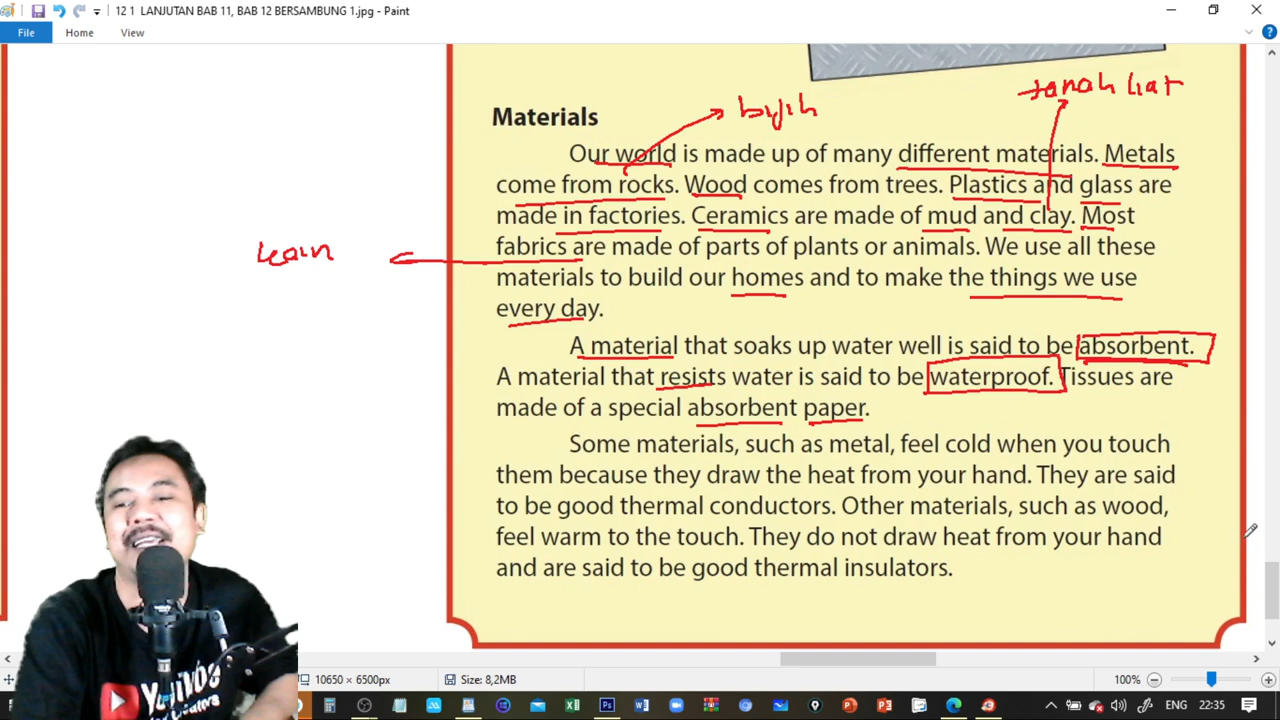 12 1 LANJUTAN BAB 11, BAB 12 BERSAMBUNG 1.jpg - Paint
File Home View
tanah liat
bijih
Materials
Our world is made up of many different materials. Metals
come from rocks. Wood comes from trees. Plastics and glass are
made in factories. Ceramics are made of mud and clay. Most
kain
fabrics are made of parts of plants or animals. We use all these
materials to build our homes and to make the things we use
every day.
A material that soaks up water well is said to be absorbent.
A material that resists water is said to be waterproof. Tissues are
made of a special absorbent paper.
Some materials, such as metal, feel cold when you touch
them because they draw the heat from your hand. They are said
to be good thermal conductors. Other materials, such as wood,
feel warm to the touch. They do not draw heat from your hand
and are said to be good thermal insulators.
10650 × 6500px Size: 8,2MB 100%
22:35